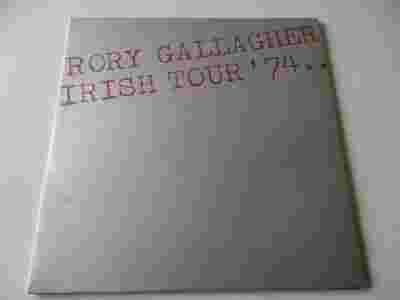 RORY GALLAGHER
IRISH TOUR '74..